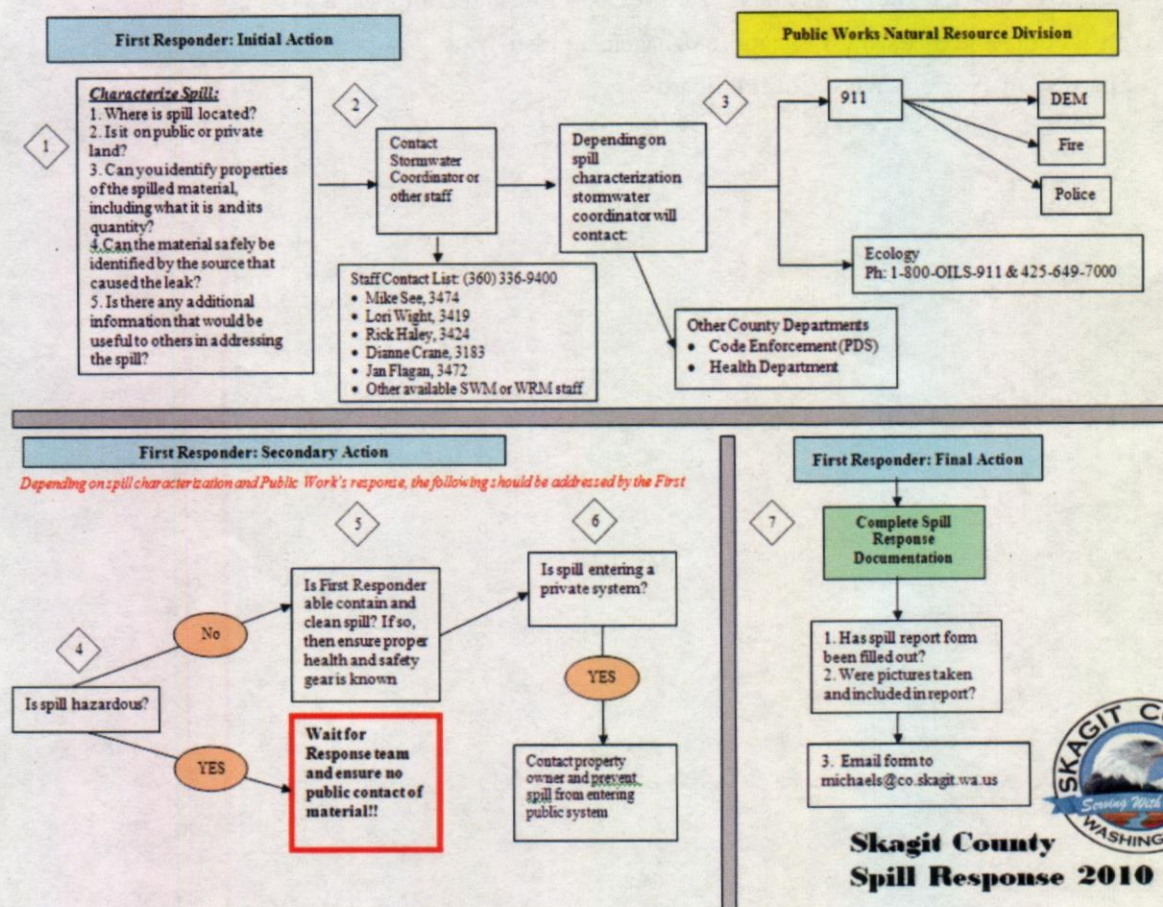 First Responder: Initial Action
Public Works Natural Resource Division
1
Characterize Spill:
1. Where is spill located?
2. Is it on public or private
land?
3. Can you identify properties
of the spilled material,
including what it is and its
quantity?
4.Can the material safely be
identified by the source that
caused the leak?
5. Is there any additional
information that would be
useful to others in addressing
the spill?
2
Contact
Stormwater
Coordinator or
other staff
Staff Contact List: (360) 336-9400
• Mike See, 3474
• Lori Wight, 3419
• Rick Haley, 3424
• Dianne Crane, 3183
• Jan Flagan, 3472
• Other available SWM or WRM staff
3
Depending on
spill
characterization
stormwater
coordinator will
contact:
911
DEM
Fire
Police
Ecology
Ph: 1-800-OILS-911 & 425-649-7000
Other County Departments
• Code Enforcement (PDS)
• Health Department
First Responder: Secondary Action
Depending on spill characterization and Public Work's response, the following should be addressed by the First
4
Is spill hazardous?
No
YES
5
Is First Responder
able contain and
clean spill? If so,
then ensure proper
health and safety
gear is known
Wait for
Response team
and ensure no
public contact of
material!!
6
Is spill entering a
private system?
YES
Contact property
owner and prevent
spill from entering
public system
First Responder: Final Action
7
Complete Spill
Response
Documentation
1. Has spill report form
been filled out?
2. Were pictures taken
and included in report?
3. Email form to
michaels@co.skagit.wa.us
SKAGIT C
Serving With
WASHING
Skagit County
Spill Response 2010